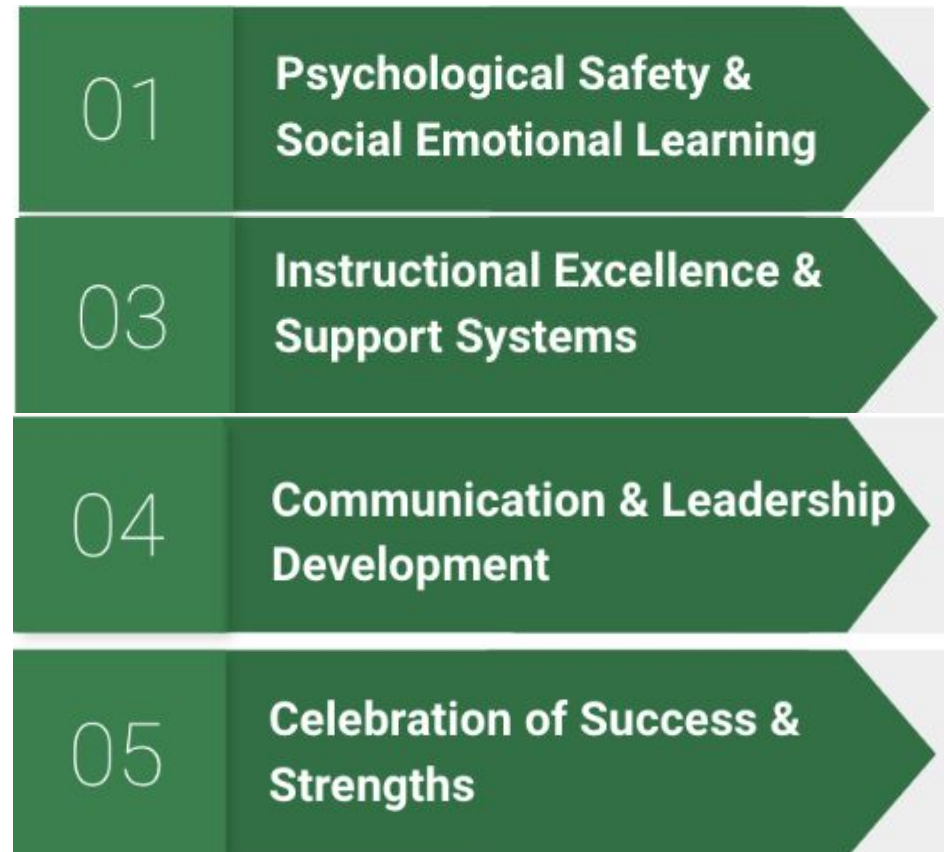 01
Psychological Safety &
Social Emotional Learning
03
Instructional Excellence &
Support Systems
04
Communication & Leadership
Development
05
Celebration of Success &
Strengths